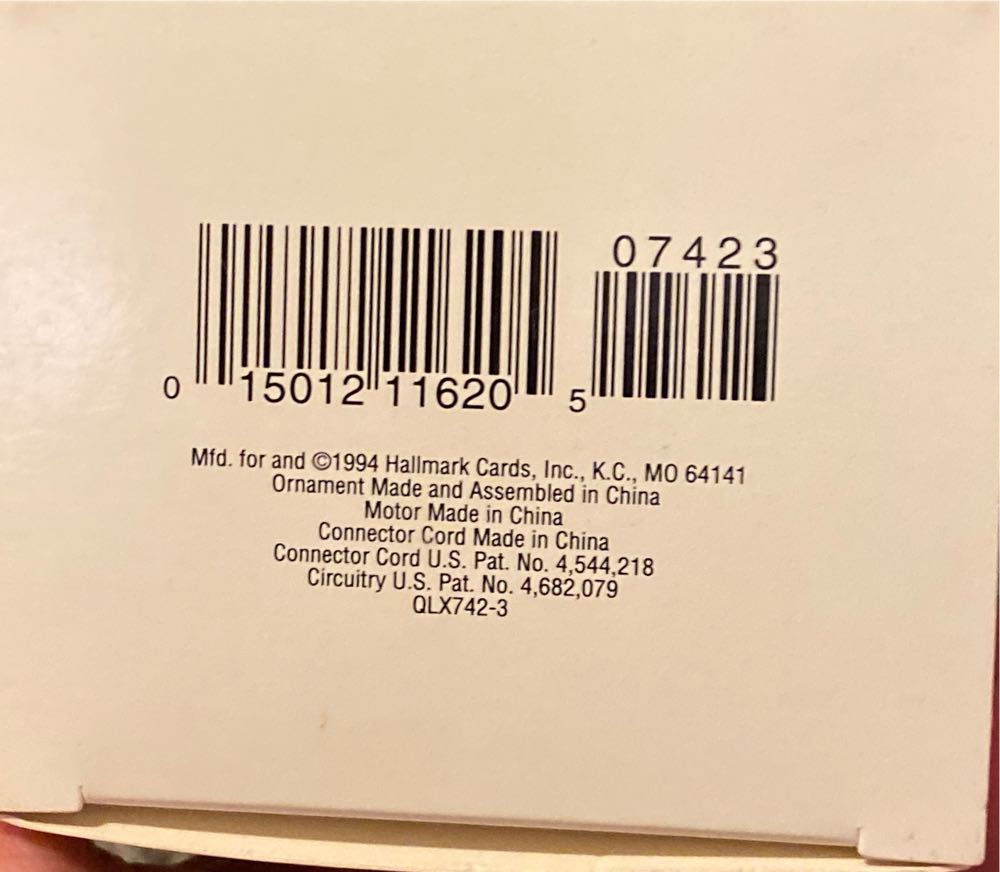 07423
0 15012 11620 5
Mfd. for and ©1994 Hallmark Cards, Inc., K.C., MO 64141
Ornament Made and Assembled in China
Motor Made in China
Connector Cord Made in China
Connector Cord U.S. Pat. No. 4,544,218
Circuitry U.S. Pat. No. 4,682,079
QLX742-3